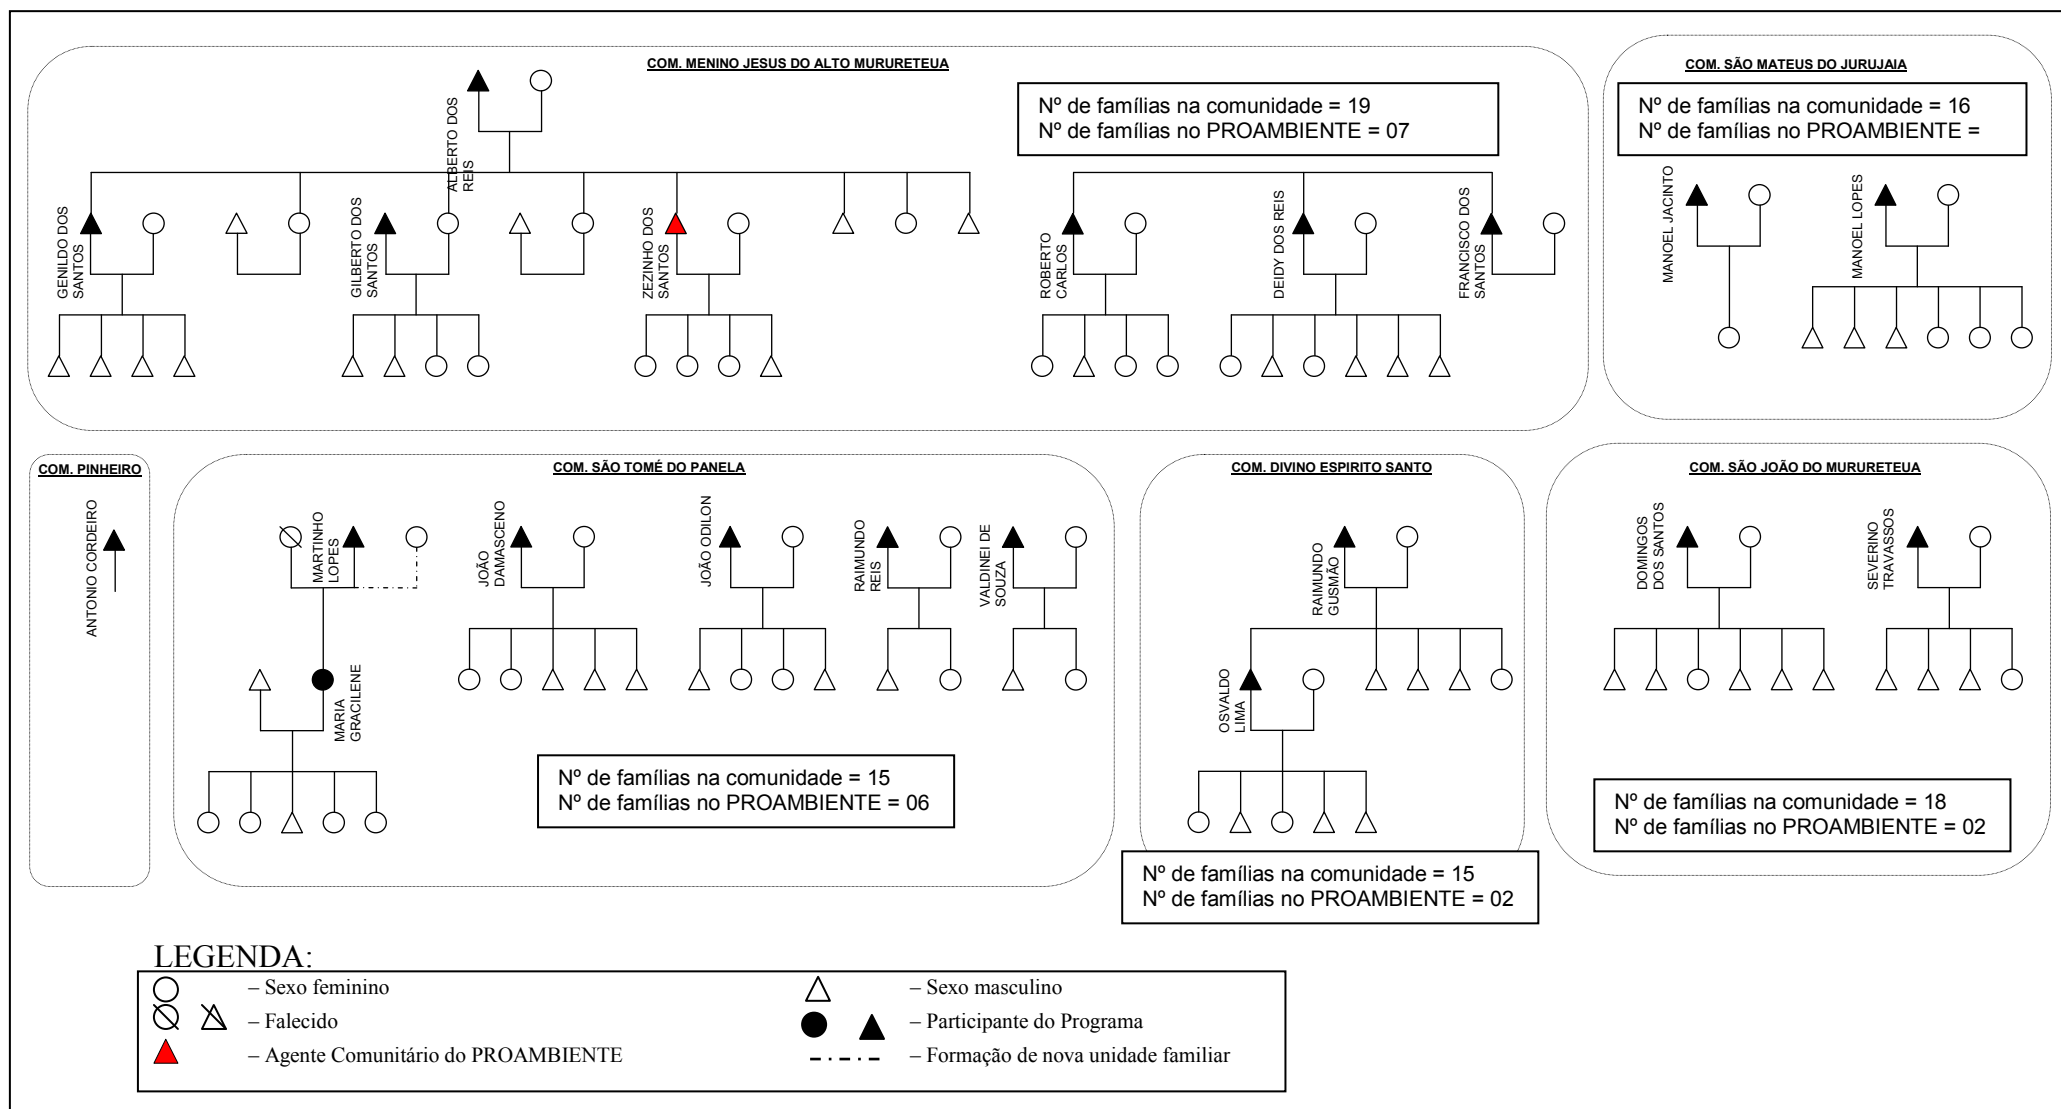 COM. MENINO JESUS DO ALTO MURURETEUA
Nº de famílias na comunidade = 19
Nº de famílias no PROAMBIENTE = 07
ALBERTO DOS
REIS
GENILDO DOS
SANTOS
GILBERTO DOS
SANTOS
ZEZINHO DOS
SANTOS
ROBERTO
CARLOS
DEIDY DOS REIS
FRANCISCO DOS
SANTOS
COM. SÃO MATEUS DO JURUJAIA
Nº de famílias na comunidade = 16
Nº de famílias no PROAMBIENTE =
MANOEL JACINTO
MANOEL LOPES
COM. PINHEIRO
ANTONIO CORDEIRO
COM. SÃO TOMÉ DO PANELA
MARTINHO
LOPES
JOÃO
DAMASCENO
JOÃO ODILON
RAIMUNDO
REIS
VALDINEI DE
SOUZA
MARIA
GRACILENE
Nº de famílias na comunidade = 15
Nº de famílias no PROAMBIENTE = 06
COM. DIVINO ESPIRITO SANTO
RAIMUNDO
GUSMÃO
OSVALDO
LIMA
Nº de famílias na comunidade = 15
Nº de famílias no PROAMBIENTE = 02
COM. SÃO JOÃO DO MURURETEUA
DOMINGOS
DOS SANTOS
SEVERINO
TRAVASSOS
Nº de famílias na comunidade = 18
Nº de famílias no PROAMBIENTE = 02
LEGENDA:
– Sexo feminino
– Sexo masculino
– Falecido
– Participante do Programa
– Agente Comunitário do PROAMBIENTE
– Formação de nova unidade familiar